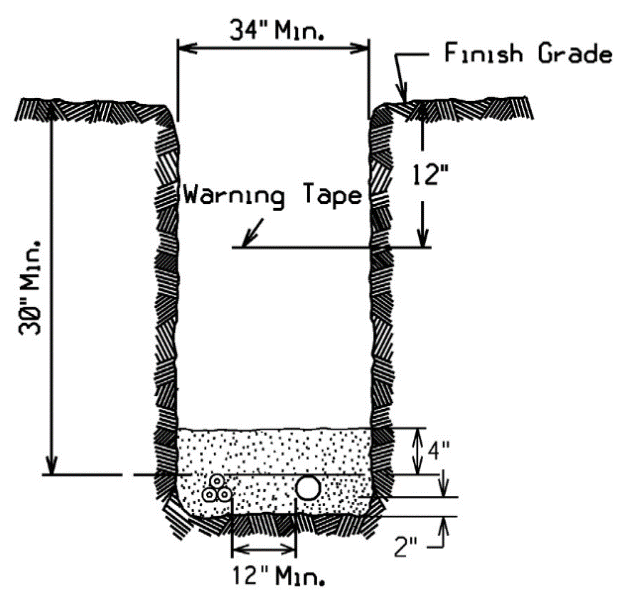 34" Min.
Finish Grade
12"
Warning Tape
30" Min.
4"
2"
12" Min.